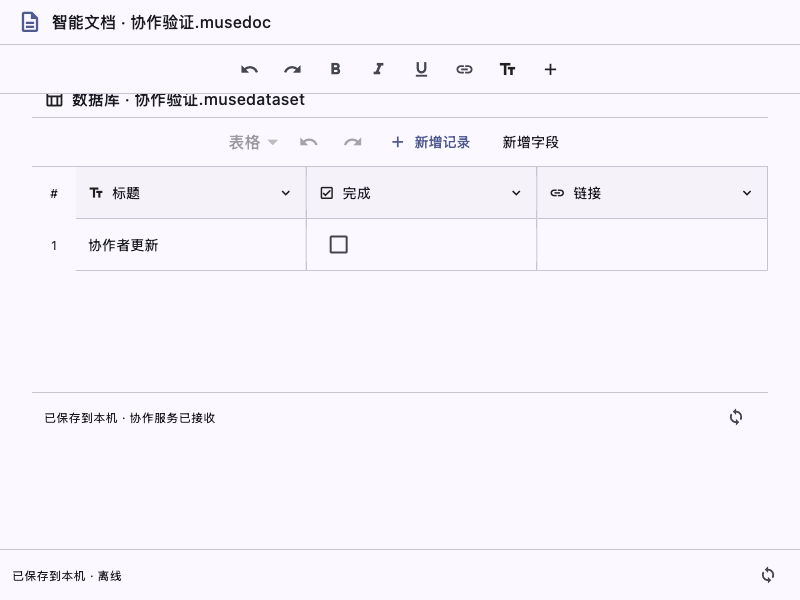 智能文档 · 协作验证.musedoc
B I U Tт +
数据库 · 协作验证.musedataset
表格 + 新增记录 新增字段
# Tт 标题 完成 链接
1 协作者更新
已保存到本机 · 协作服务已接收
已保存到本机 · 离线